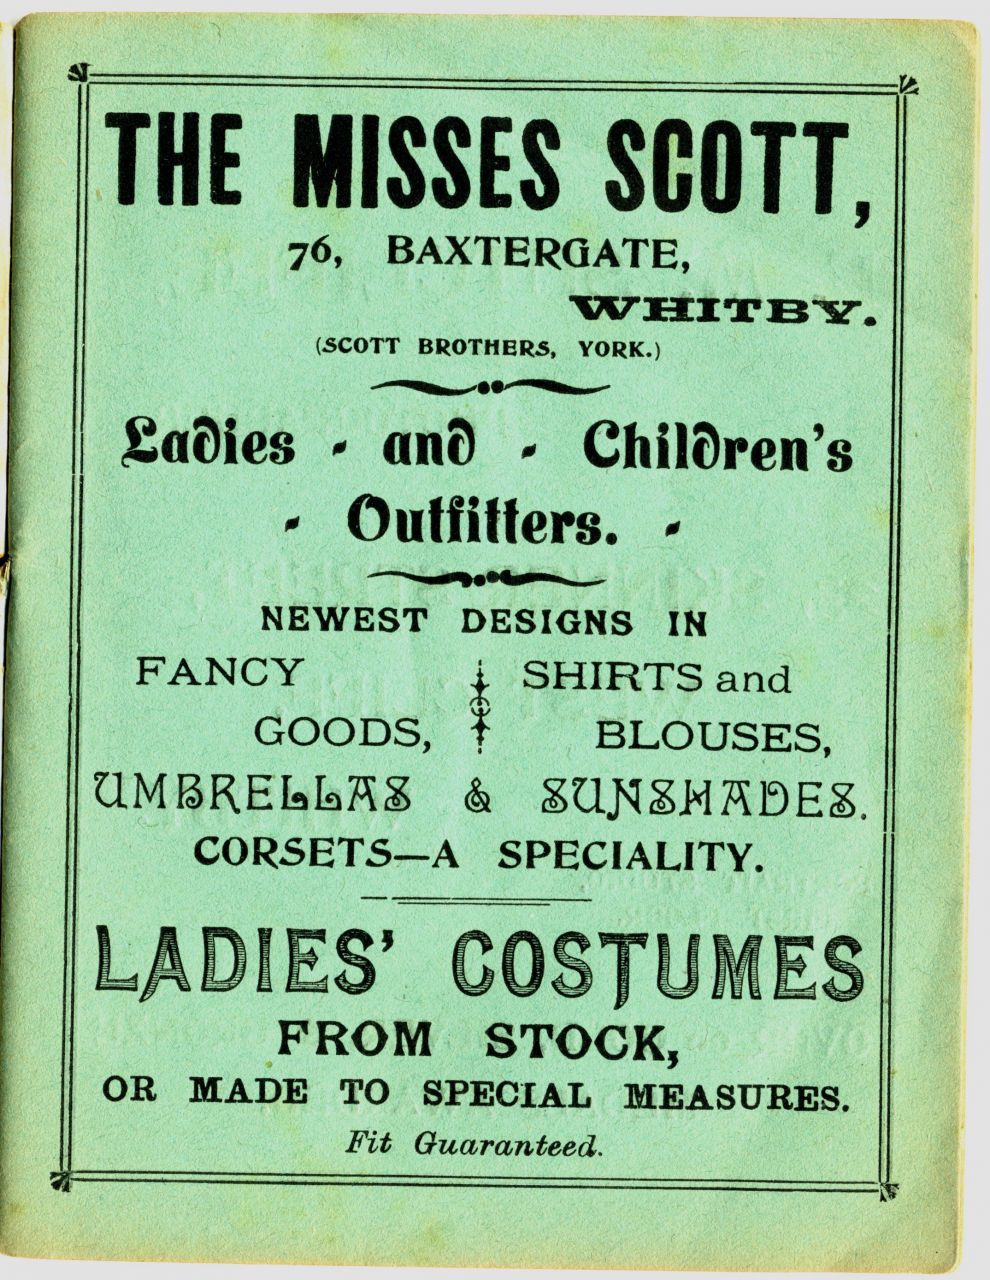 THE MISSES SCOTT,
76, BAXTERGATE,
WHITBY.
(SCOTT BROTHERS, YORK.)
Ladies - and - Children's
- Outfitters. -
NEWEST DESIGNS IN
FANCY
GOODS,
SHIRTS and
BLOUSES,
UMBRELLAS & SUNSHADES.
CORSETS—A SPECIALITY.
LADIES' COSTUMES
FROM STOCK,
OR MADE TO SPECIAL MEASURES.
Fit Guaranteed.